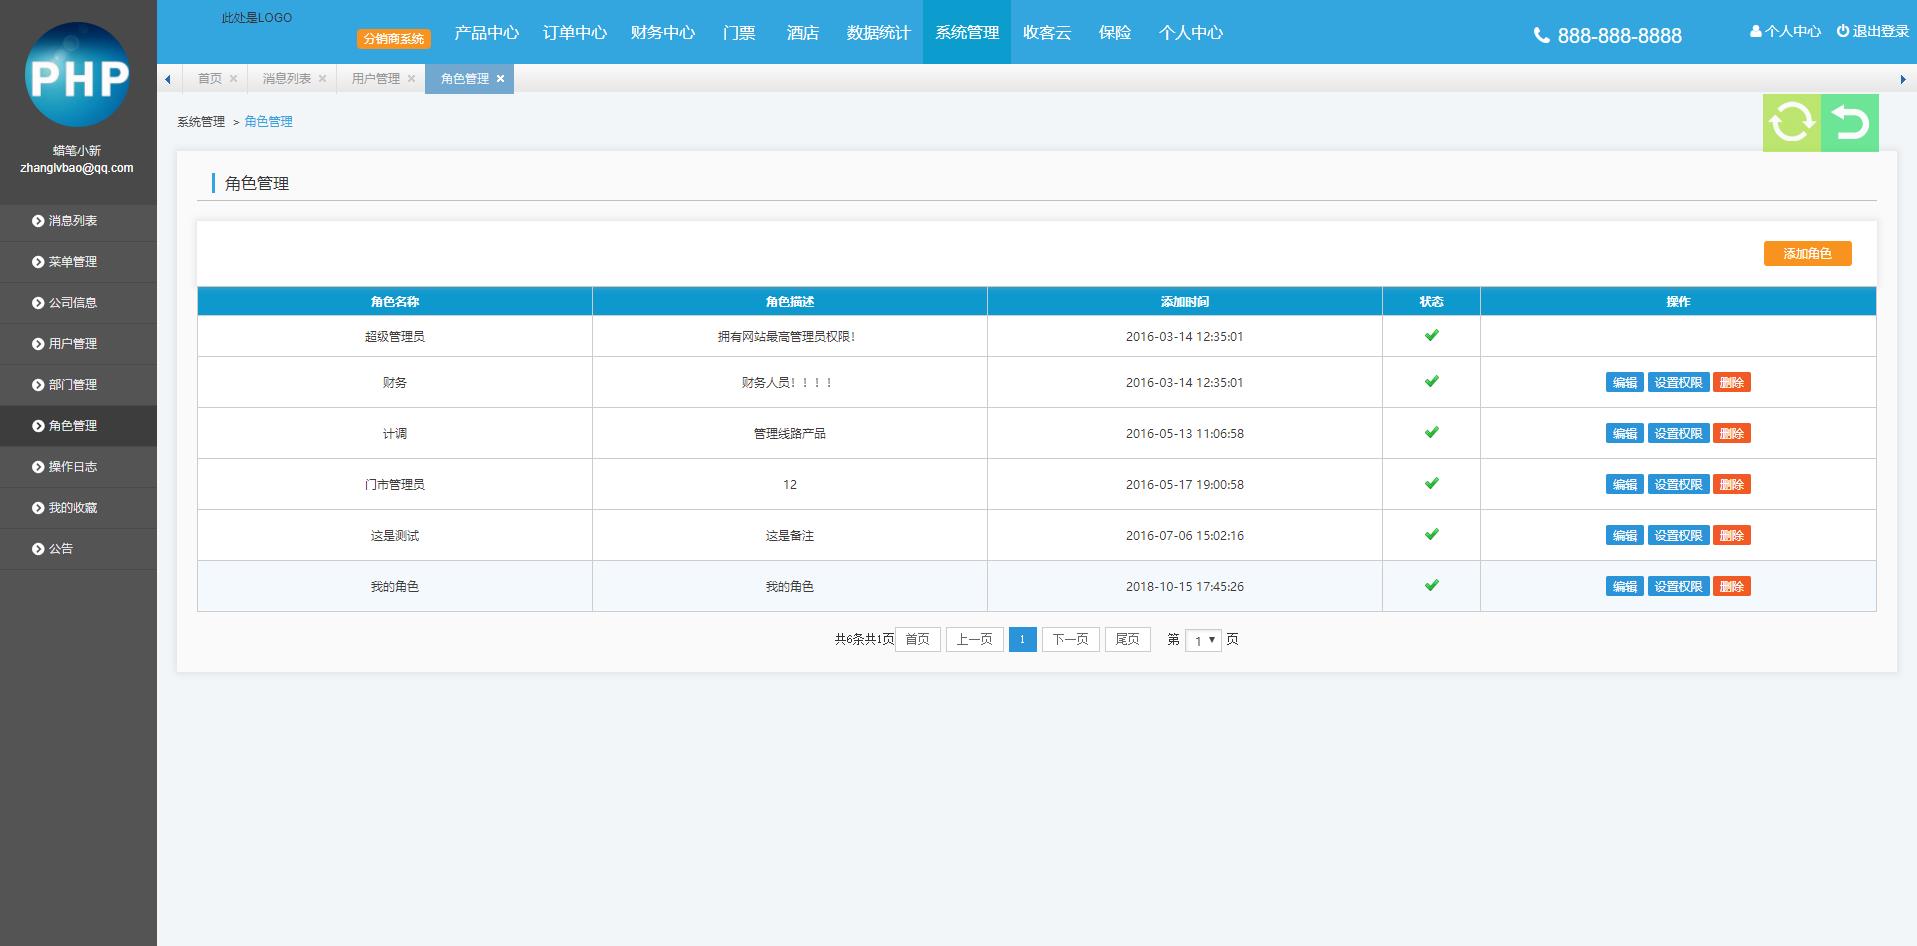 此处是LOGO
分销商系统
产品中心 订单中心 财务中心 门票 酒店 数据统计 系统管理 收客云 保险 个人中心
888-888-8888
个人中心 退出登录
PHP
蜡笔小新
zhanglvbao@qq.com
消息列表
菜单管理
公司信息
用户管理
部门管理
角色管理
操作日志
我的收藏
公告
首页 消息列表 用户管理 角色管理
系统管理 > 角色管理
角色管理
添加角色
角色名称 角色描述 添加时间 状态 操作
超级管理员 拥有网站最高管理员权限！ 2016-03-14 12:35:01
财务 财务人员！！！！ 2016-03-14 12:35:01 编辑 设置权限 删除
计调 管理线路产品 2016-05-13 11:06:58 编辑 设置权限 删除
门市管理员 12 2016-05-17 19:00:58 编辑 设置权限 删除
这是测试 这是备注 2016-07-06 15:02:16 编辑 设置权限 删除
我的角色 我的角色 2018-10-15 17:45:26 编辑 设置权限 删除
共6条共1页 首页 上一页 1 下一页 尾页 第 1 页